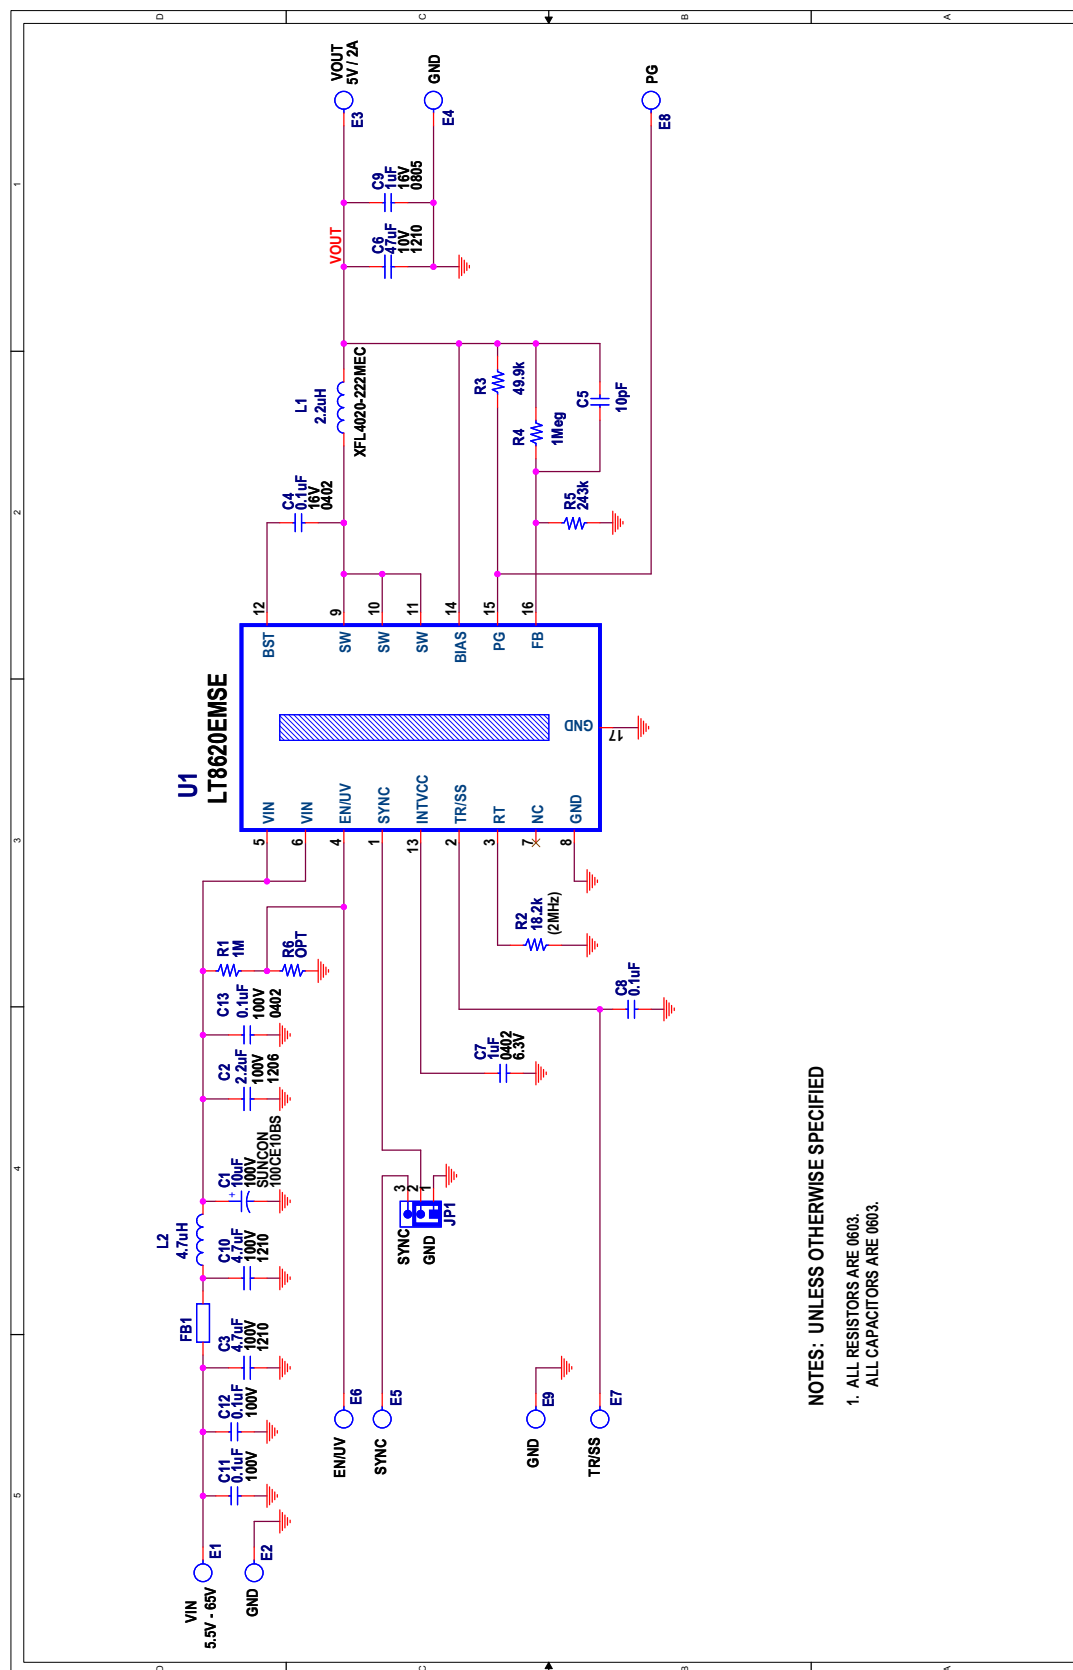 5
4
3
2
1
D
C
B
A
VIN
5.5V - 65V
E1
GND
E2
C11
0.1uF
100V
C12
0.1uF
100V
C3
4.7uF
100V
1210
FB1
C10
4.7uF
100V
1210
L2
4.7uH
C1
10uF
100V
SUNCON
100CE10BS
+
C2
2.2uF
100V
1206
C13
0.1uF
100V
0402
R1
1M
R6
OPT
EN/UV
E6
SYNC
E5
GND
E9
TR/SS
E7
SYNC
GND
3
2
1
JP1
C7
1uF
0402
6.3V
C8
0.1uF
R2
18.2k
(2MHz)
U1
LT8620EMSE
5
VIN
6
VIN
4
EN/UV
1
SYNC
13
INTVCC
2
TR/SS
3
RT
7
NC
8
GND
GND
17
BST
12
SW
9
SW
10
SW
11
BIAS
14
PG
15
FB
16
C4
0.1uF
16V
0402
L1
2.2uH
XFL4020-222MEC
R3
49.9k
R4
1Meg
C5
10pF
R5
243k
VOUT
C6
47uF
10V
1210
C9
1uF
16V
0805
VOUT
5V / 2A
E3
GND
E4
PG
E8
NOTES: UNLESS OTHERWISE SPECIFIED
1. ALL RESISTORS ARE 0603.
ALL CAPACITORS ARE 0603.
D
C
B
A